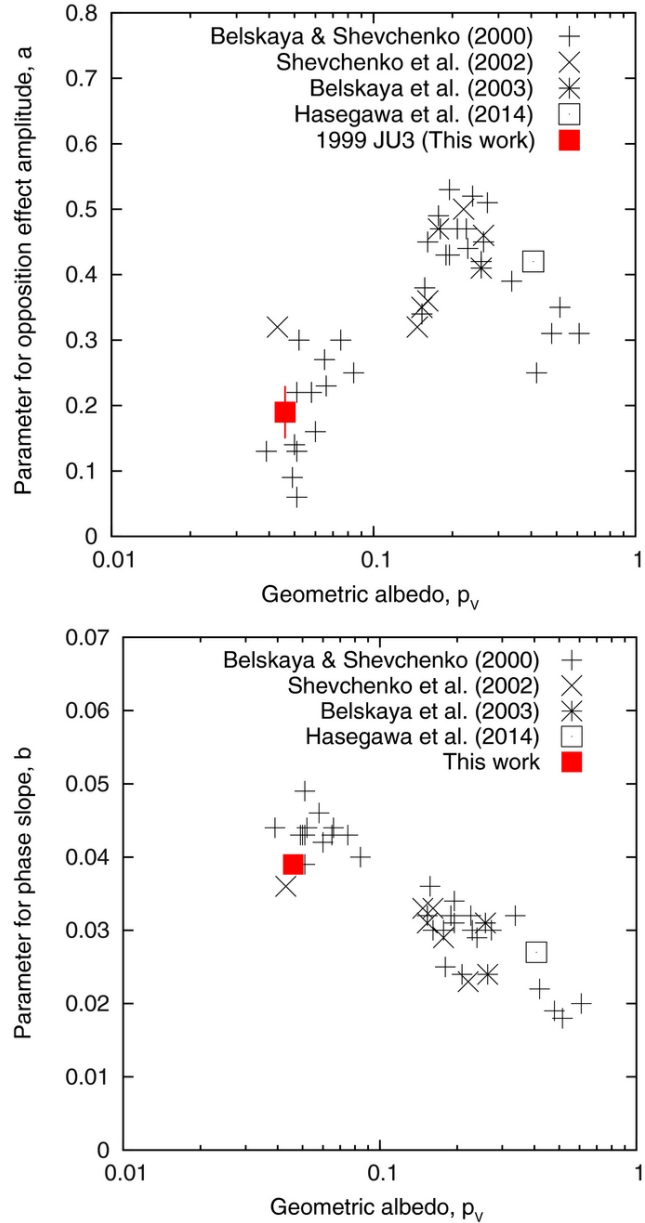 0.8
Belskaya & Shevchenko (2000)
Shevchenko et al. (2002)
Belskaya et al. (2003)
Hasegawa et al. (2014)
1999 JU3 (This work)
0.7
0.6
0.5
0.4
0.3
0.2
0.1
0
Parameter for opposition effect amplitude, a
0.01
0.1
1
Geometric albedo, pv
0.07
Belskaya & Shevchenko (2000)
Shevchenko et al. (2002)
Belskaya et al. (2003)
Hasegawa et al. (2014)
This work
0.06
0.05
0.04
0.03
0.02
0.01
0
Parameter for phase slope, b
0.01
0.1
1
Geometric albedo, pv